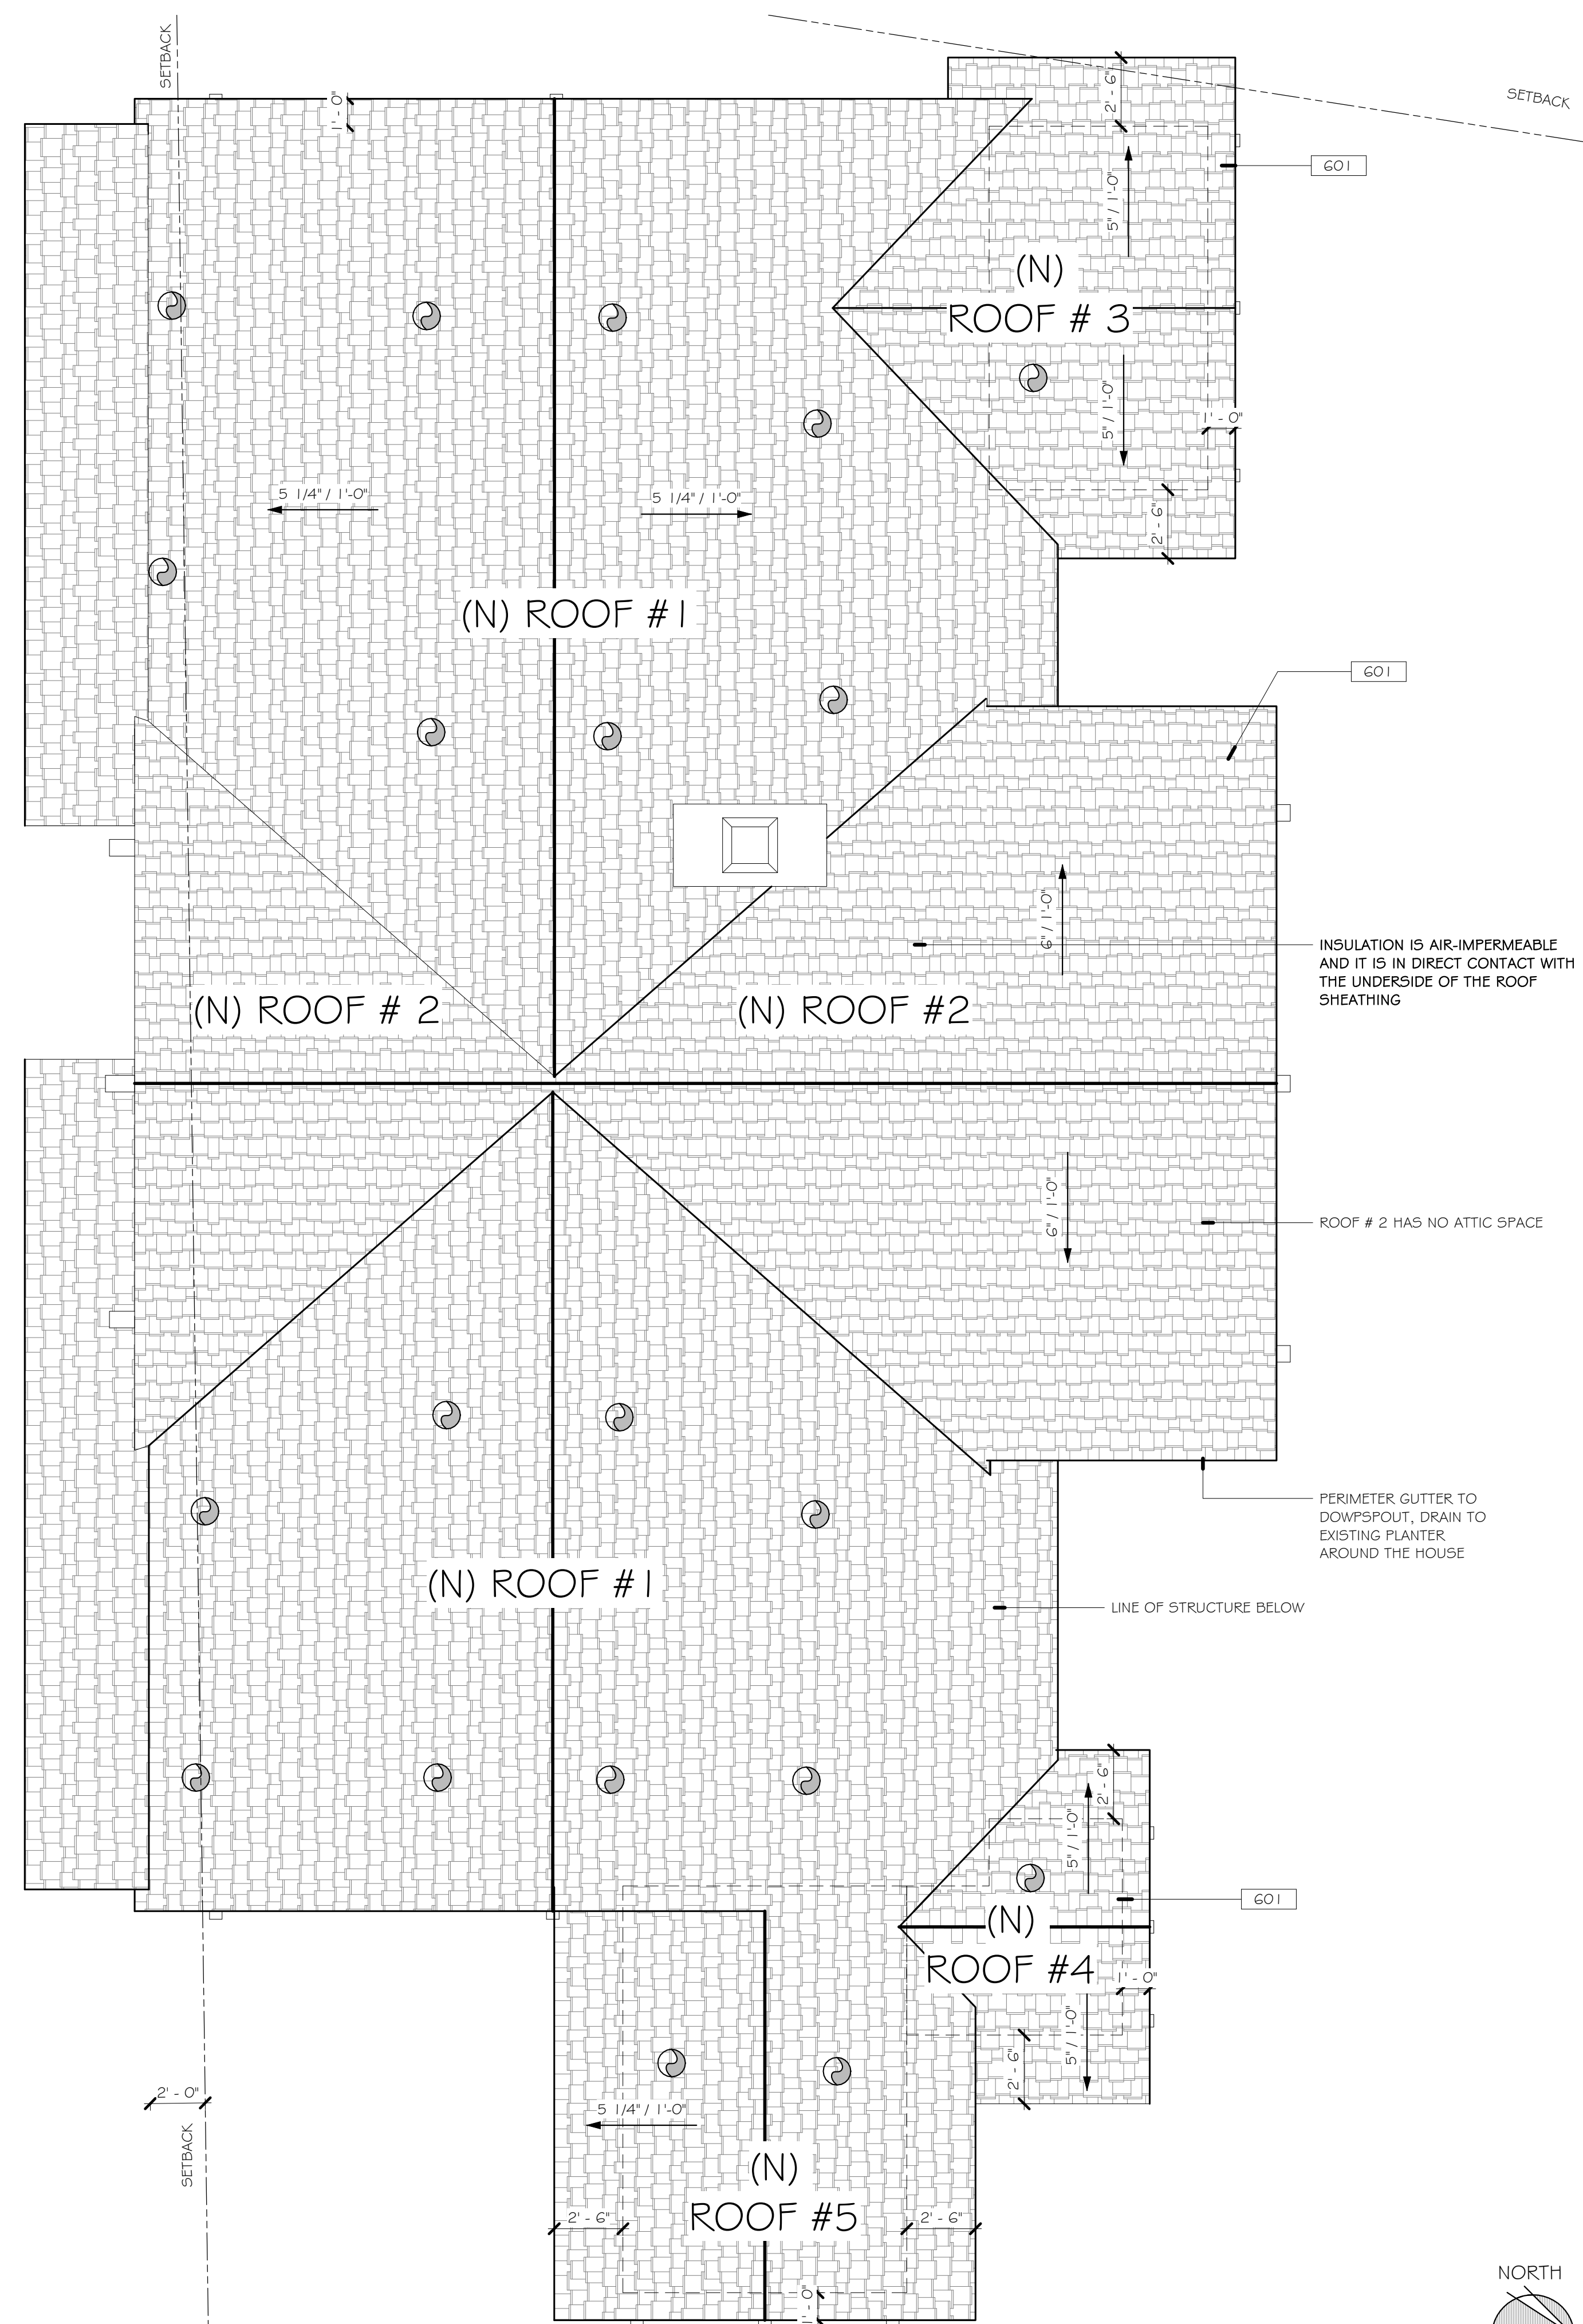 SETBACK
SETBACK
1' - 0"
2' - 6"
601
5" / 1'-0"
(N)
ROOF # 3
5" / 1'-0"
1' - 0"
2' - 6"
5 1/4" / 1'-0"
5 1/4" / 1'-0"
(N) ROOF #1
601
6" / 1'-0"
INSULATION IS AIR-IMPERMEABLE
AND IT IS IN DIRECT CONTACT WITH
THE UNDERSIDE OF THE ROOF
SHEATHING
(N) ROOF # 2
(N) ROOF #2
6" / 1'-0"
ROOF # 2 HAS NO ATTIC SPACE
PERIMETER GUTTER TO
DOWPSPOUT, DRAIN TO
EXISTING PLANTER
AROUND THE HOUSE
(N) ROOF #1
LINE OF STRUCTURE BELOW
2' - 6"
5" / 1'-0"
601
(N)
ROOF #4
1' - 0"
5" / 1'-0"
2' - 6"
2' - 0"
SETBACK
5 1/4" / 1'-0"
(N)
ROOF #5
2' - 6"
2' - 6"
1' - 0"
NORTH